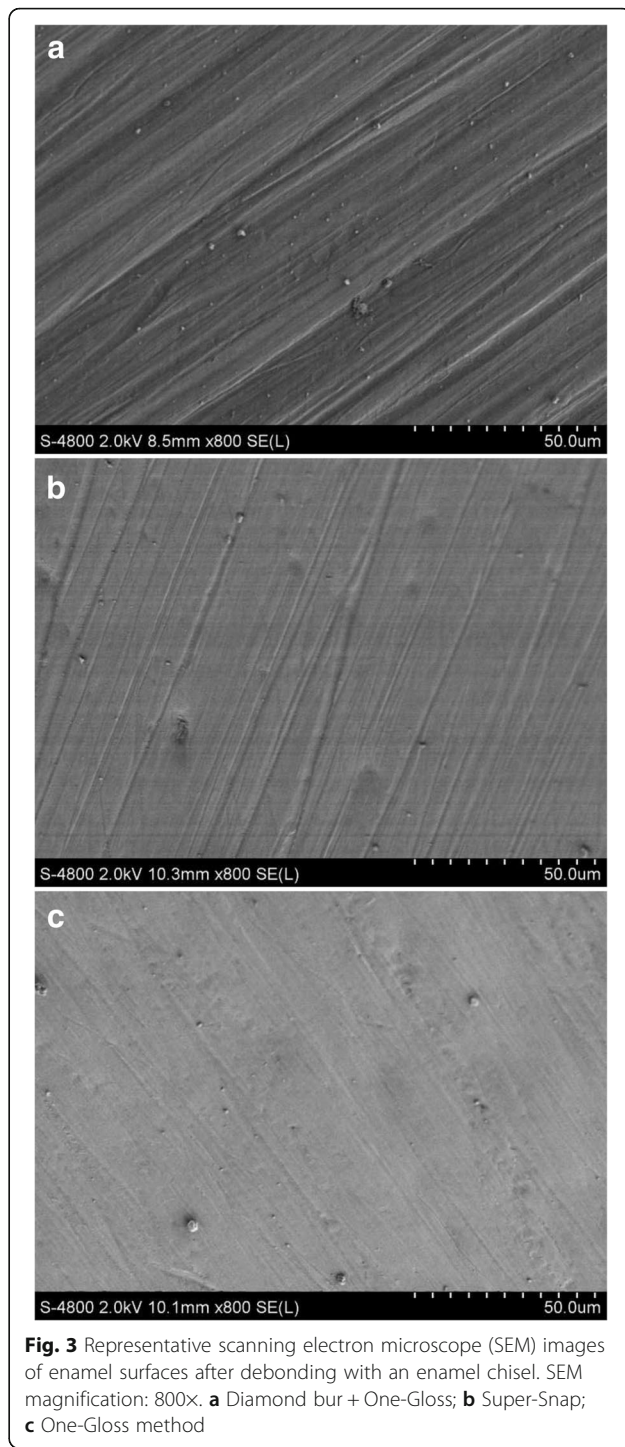 a
S-4800 2.0kV 8.5mm x800 SE(L)
50.0um
b
S-4800 2.0kV 10.3mm x800 SE(L)
50.0um
c
S-4800 2.0kV 10.1mm x800 SE(L)
50.0um
Fig. 3 Representative scanning electron microscope (SEM) images
of enamel surfaces after debonding with an enamel chisel. SEM
magnification: 800×. a Diamond bur + One-Gloss; b Super-Snap;
c One-Gloss method